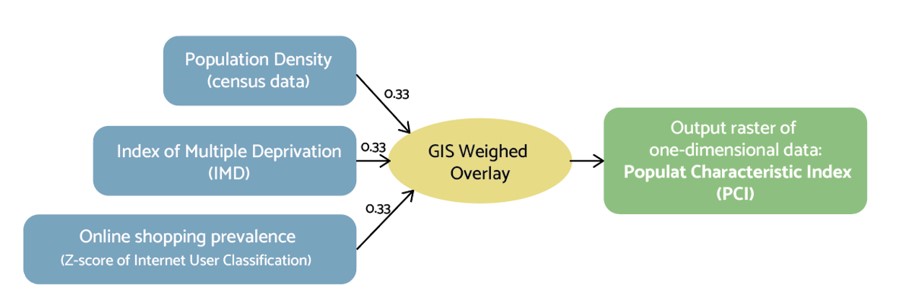 Population Density
(census data)
0.33
Index of Multiple Deprivation
(IMD)
0.33
Online shopping prevalence
(Z-score of Internet User Classification)
0.33
GIS Weighed
Overlay
Output raster of
one-dimensional data:
Populat Characteristic Index
(PCI)